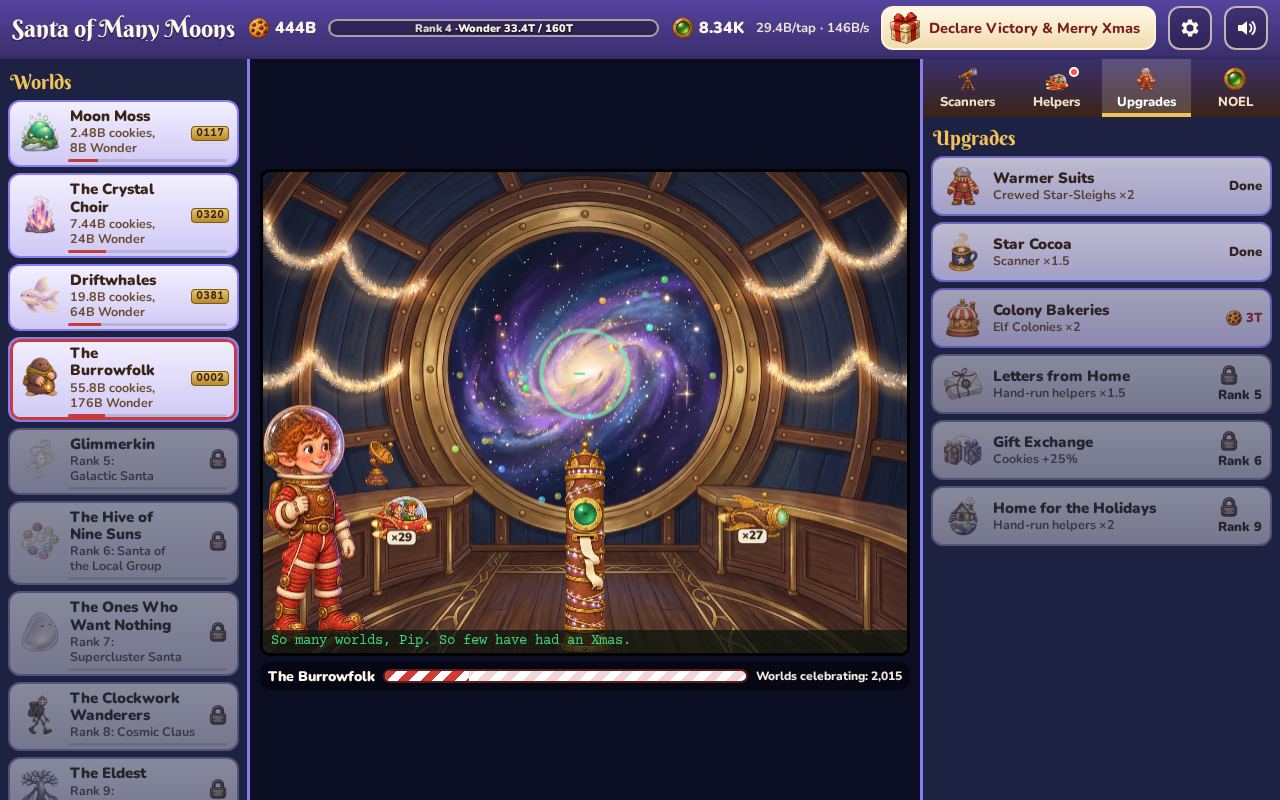 Santa of Many Moons
444B
Rank 4 · Wonder 33.4T / 160T
8.34K
29.4B/tap · 146B/s
Declare Victory & Merry Xmas
Worlds
Moon Moss
2.48B cookies,
8B Wonder
0117
The Crystal
Choir
7.44B cookies,
24B Wonder
0320
Driftwhales
19.8B cookies,
64B Wonder
0381
The
Burrowfolk
55.8B cookies,
176B Wonder
0002
Glimmerkin
Rank 5:
Galactic Santa
The Hive of
Nine Suns
Rank 6: Santa of
the Local Group
The Ones Who
Want Nothing
Rank 7:
Supercluster Santa
The Clockwork
Wanderers
Rank 8: Cosmic Claus
The Eldest
Rank 9:
×29
×27
So many worlds, Pip. So few have had an Xmas.
The Burrowfolk
Worlds celebrating: 2,015
Scanners
Helpers
Upgrades
NOEL
Upgrades
Warmer Suits
Crewed Star-Sleighs ×2
Done
Star Cocoa
Scanner ×1.5
Done
Colony Bakeries
Elf Colonies ×2
3T
Letters from Home
Hand-run helpers ×1.5
Rank 5
Gift Exchange
Cookies +25%
Rank 6
Home for the Holidays
Hand-run helpers ×2
Rank 9